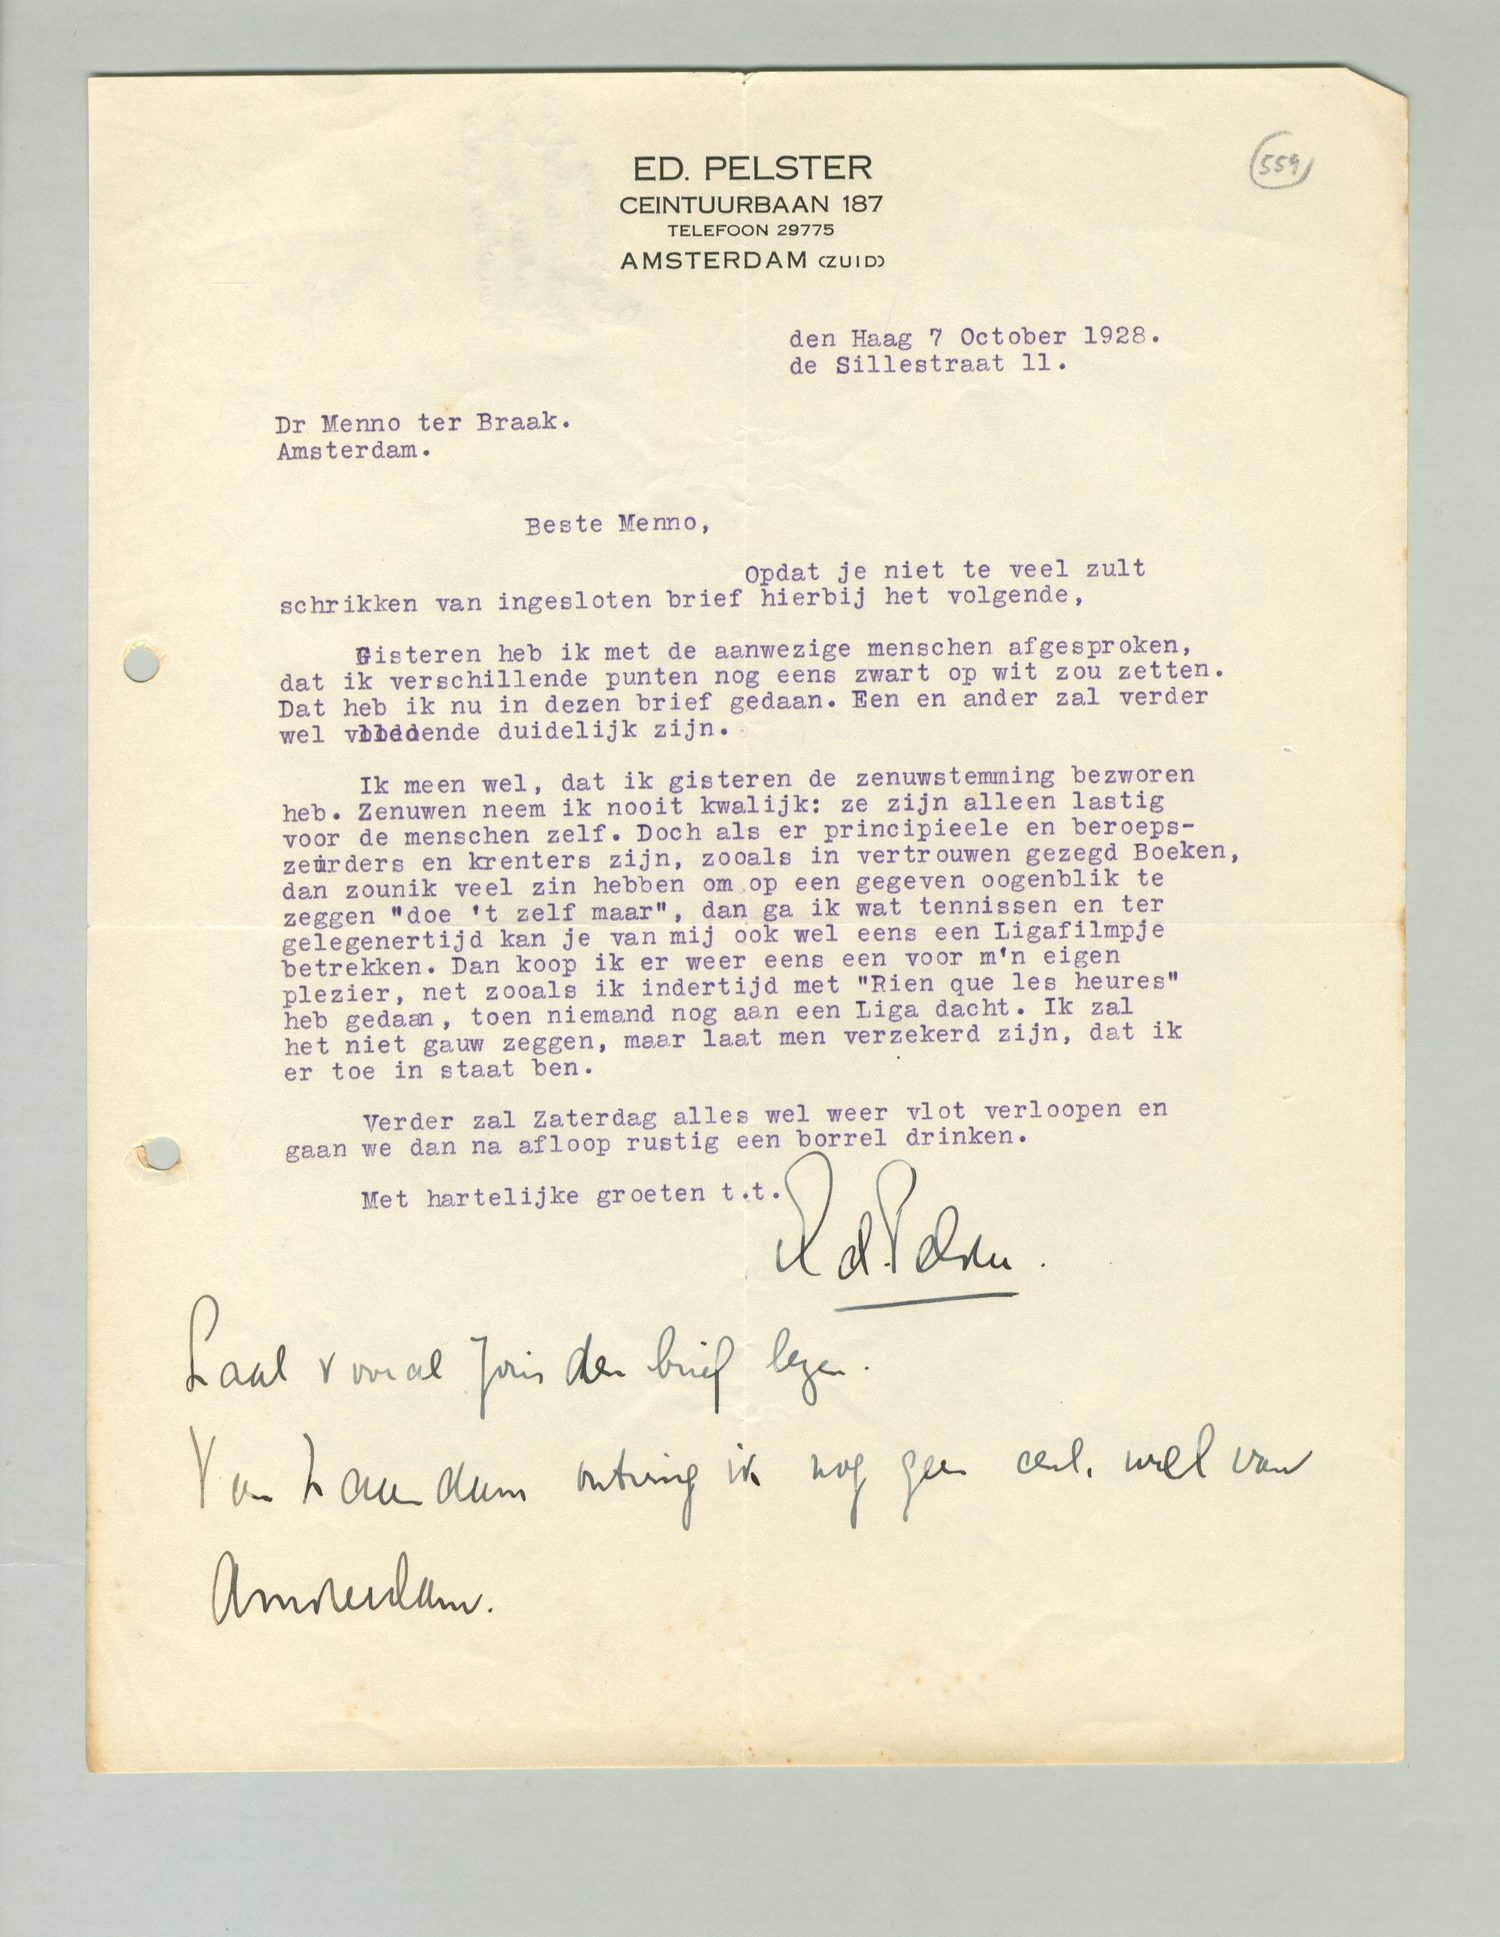 559
ED. PELSTER
CEINTUURBAAN 187
TELEFOON 29775
AMSTERDAM (ZUID)
den Haag 7 October 1928.
de Sillestraat 11.
Dr Menno ter Braak.
Amsterdam.
Beste Menno,
Opdat je niet te veel zult
schrikken van ingesloten brief hierbij het volgende,
Gisteren heb ik met de aanwezige menschen afgesproken,
dat ik verschillende punten nog eens zwart op wit zou zetten.
Dat heb ik nu in dezen brief gedaan. Een en ander zal verder
wel voldoende duidelijk zijn.
Ik meen wel, dat ik gisteren de zenuwstemming bezworen
heb. Zenuwen neem ik nooit kwalijk: ze zijn alleen lastig
voor de menschen zelf. Doch als er principieele en beroeps-
zeurders en krenters zijn, zooals in vertrouwen gezegd Boeken,
dan zounik veel zin hebben om op een gegeven oogenblik te
zeggen "doe 't zelf maar", dan ga ik wat tennissen en ter
gelegenertijd kan je van mij ook wel eens een Ligafilmpje
betrekken. Dan koop ik er weer eens een voor m'n eigen
plezier, net zooals ik indertijd met "Rien que les heures"
heb gedaan, toen niemand nog aan een Liga dacht. Ik zal
het niet gauw zeggen, maar laat men verzekerd zijn, dat ik
er toe in staat ben.
Verder zal Zaterdag alles wel weer vlot verloopen en
gaan we dan na afloop rustig een borrel drinken.
Met hartelijke groeten t.t.
Ed. Pelster.
Laat vooral Joris den brief lezen.
Van Zaandam ontving ik nog geen cent, wel van
Amsterdam.